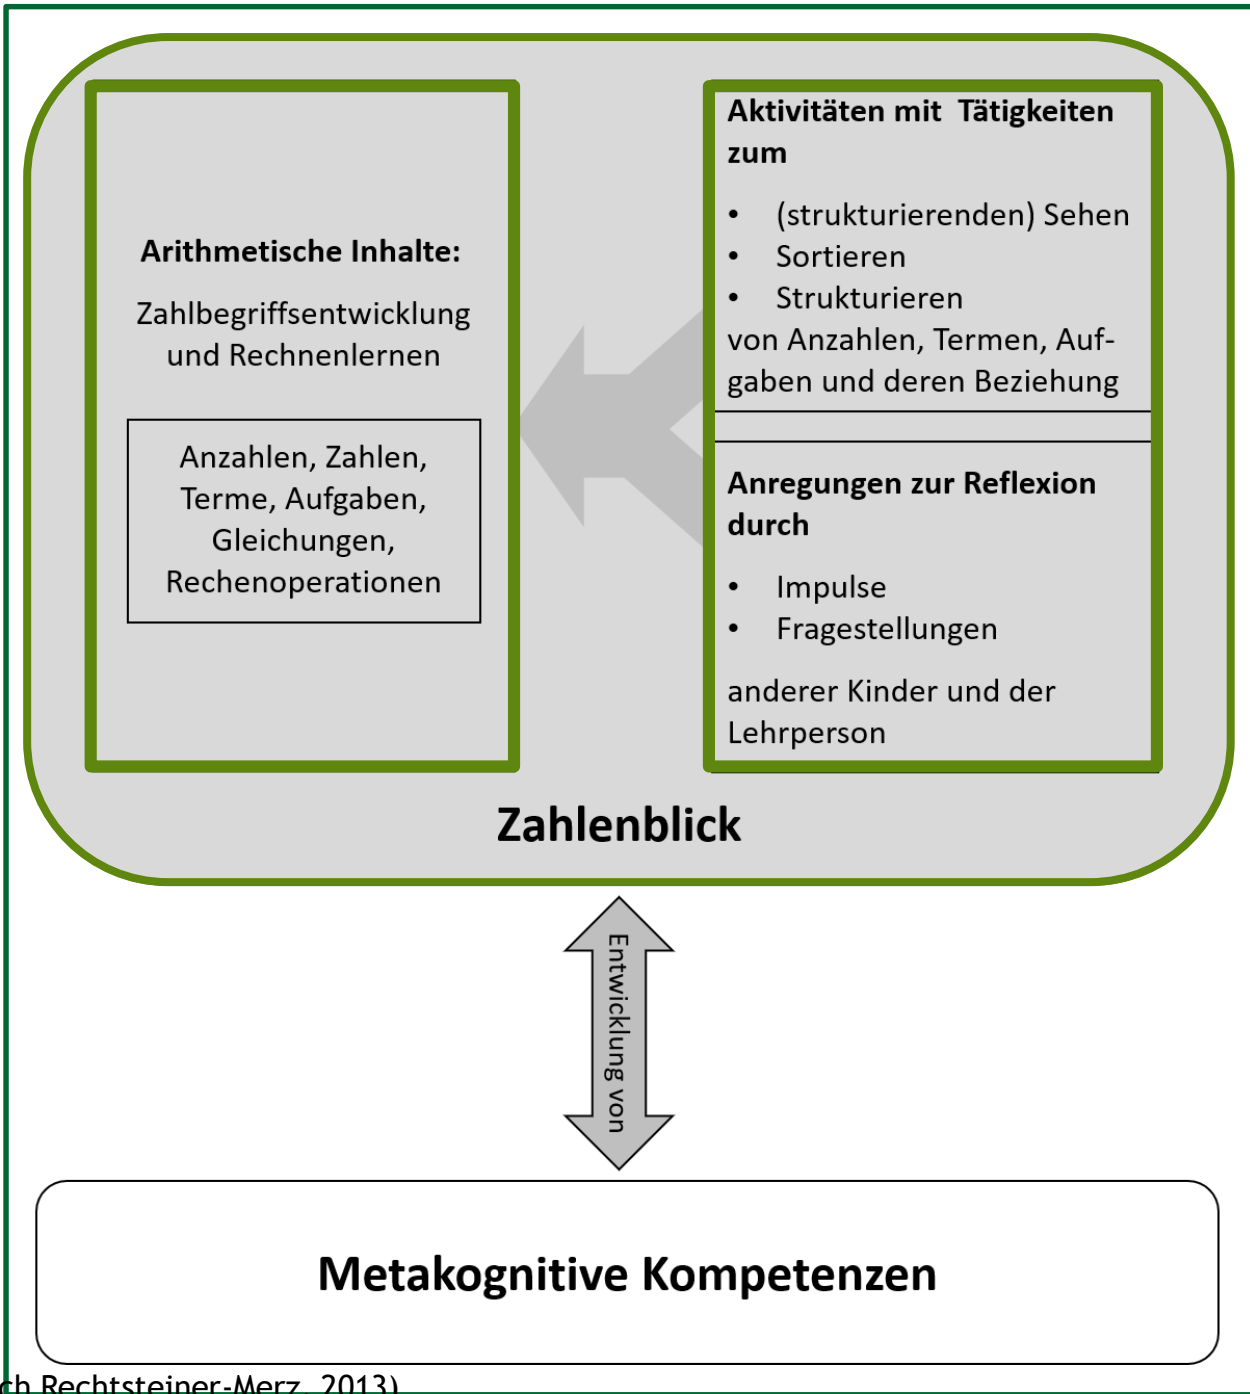 Arithmetische Inhalte:
Zahlbegriffsentwicklung
und Rechnenlernen
Anzahlen, Zahlen,
Terme, Aufgaben,
Gleichungen,
Rechenoperationen
Aktivitäten mit Tätigkeiten
zum
• (strukturierenden) Sehen
• Sortieren
• Strukturieren
von Anzahlen, Termen, Auf-
gaben und deren Beziehung
Anregungen zur Reflexion
durch
• Impulse
• Fragestellungen
anderer Kinder und der
Lehrperson
Zahlenblick
Entwicklung von
Metakognitive Kompetenzen
Rechtsteiner-Merz, 2013)